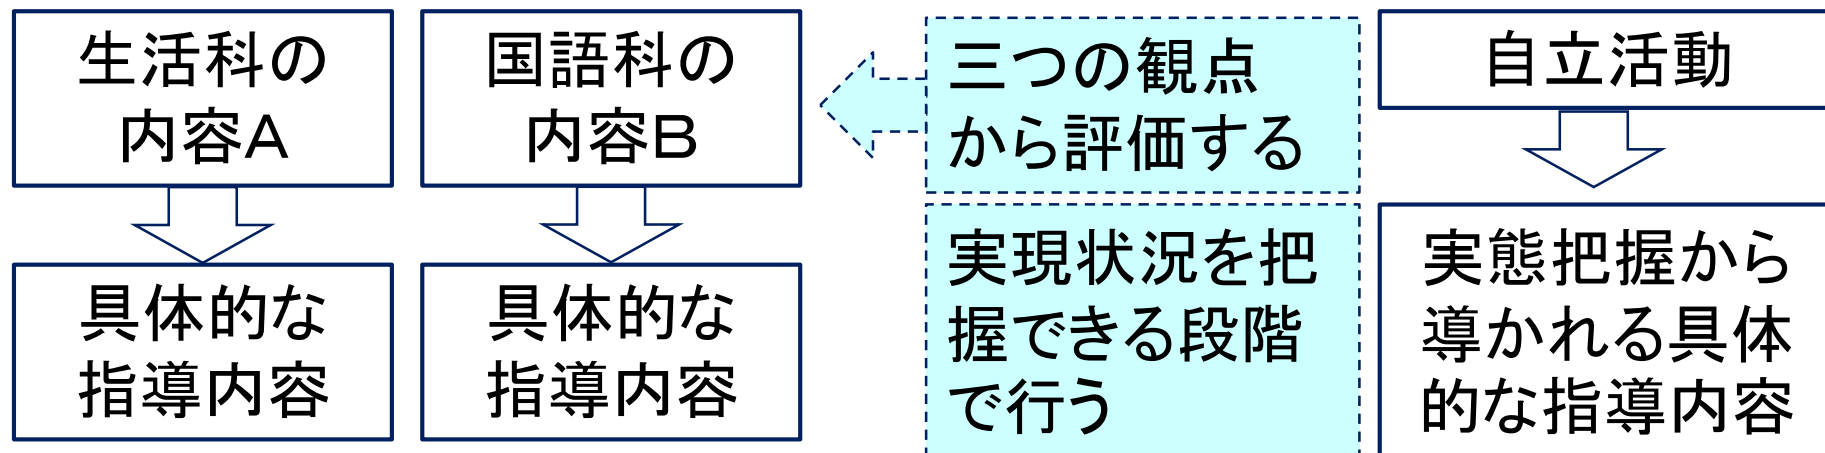 生活科の
内容A
国語科の
内容B
三つの観点
から評価する
自立活動
具体的な
指導内容
具体的な
指導内容
実現状況を把
握できる段階
で行う
実態把握から
導かれる具体
的な指導内容